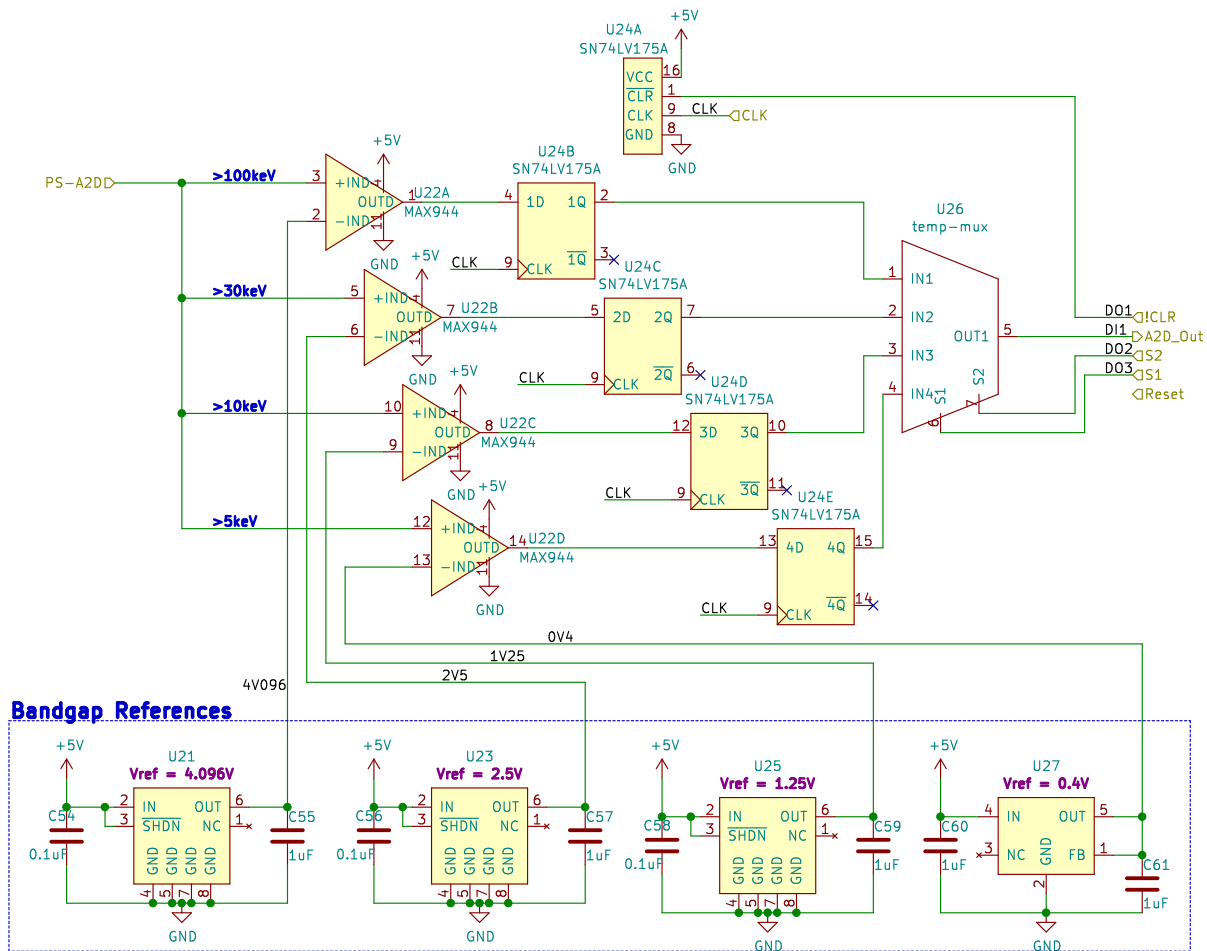 +5V
U24A
SN74LV175A
VCC 16
CLR 1
CLK 9 CLK CLK
GND 8
GND
PS-A2D
>100keV
+5V
3 +IND 4
OUTD 1
2 -IND 11
U22A
MAX944
GND
U24B
SN74LV175A
4 1D 1Q 2
1Q 3
CLK 9 CLK
>30keV
+5V
5 +IND 4
OUTD 7
6 -IND 11
U22B
MAX944
GND
U24C
SN74LV175A
5 2D 2Q 7
2Q 6
CLK 9 CLK
>10keV
+5V
10 +IND 4
OUTD 8
9 -IND 11
U22C
MAX944
GND
U24D
SN74LV175A
12 3D 3Q 10
3Q 11
CLK 9 CLK
>5keV
+5V
12 +IND 4
OUTD 14
13 -IND 11
U22D
MAX944
GND
U24E
SN74LV175A
13 4D 4Q 15
4Q 14
CLK 9 CLK
U26
temp-mux
1 IN1
2 IN2
3 IN3
4 IN4
OUT1 5
S1
S2
6
DO1 !CLR
DI1 A2D_Out
DO2 S2
DO3 S1
Reset
0V4
1V25
2V5
4V096
Bandgap References
+5V
U21
Vref = 4.096V
2 IN OUT 6
3 SHDN NC 1
GND GND GND GND
4 5 7 8
C54
0.1uF
C55
1uF
GND
+5V
U23
Vref = 2.5V
2 IN OUT 6
3 SHDN NC 1
GND GND GND GND
4 5 7 8
C56
0.1uF
C57
1uF
GND
+5V
U25
Vref = 1.25V
2 IN OUT 6
3 SHDN NC 1
GND GND GND GND
4 5 7 8
C58
0.1uF
C59
1uF
GND
+5V
U27
Vref = 0.4V
4 IN OUT 5
3 NC FB 1
GND
2
C60
1uF
C61
1uF
GND